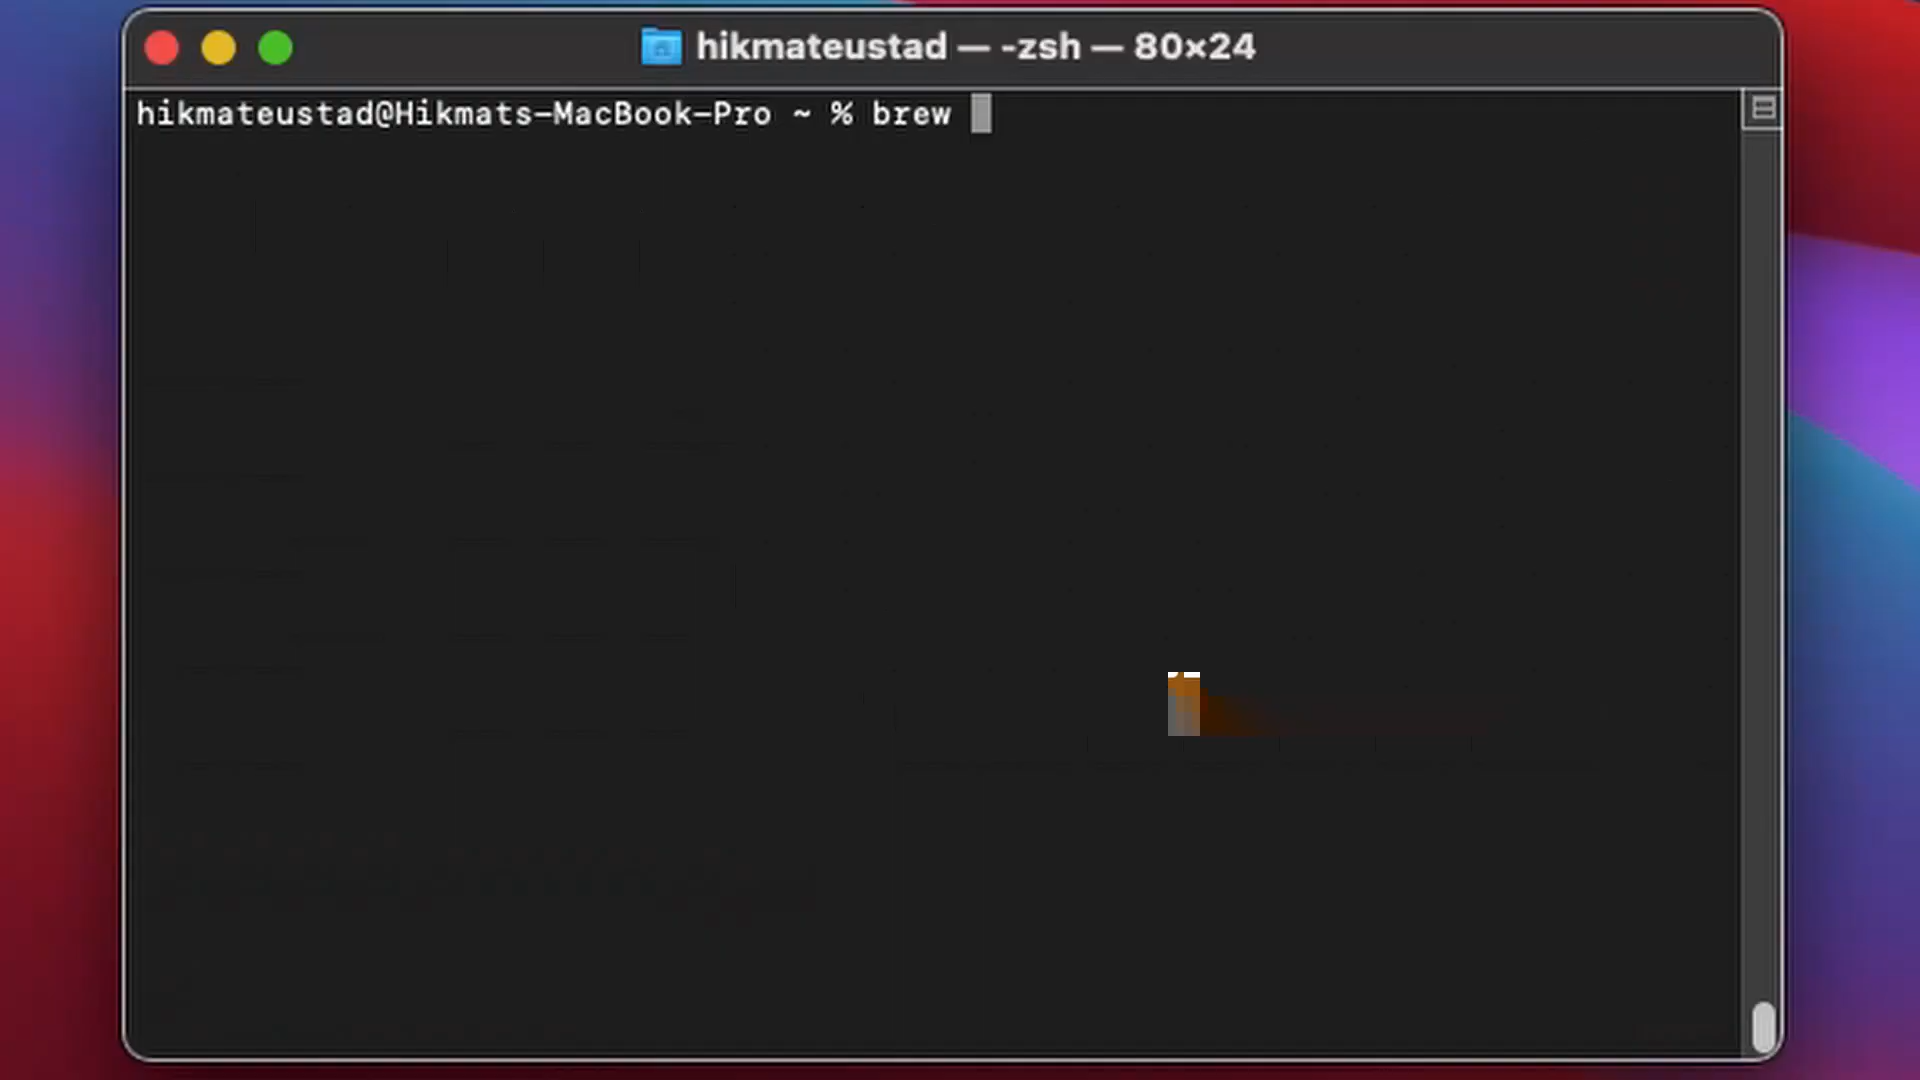 hikmateustad — -zsh — 80×24
hikmateustad@Hikmats-MacBook-Pro ~ % brew